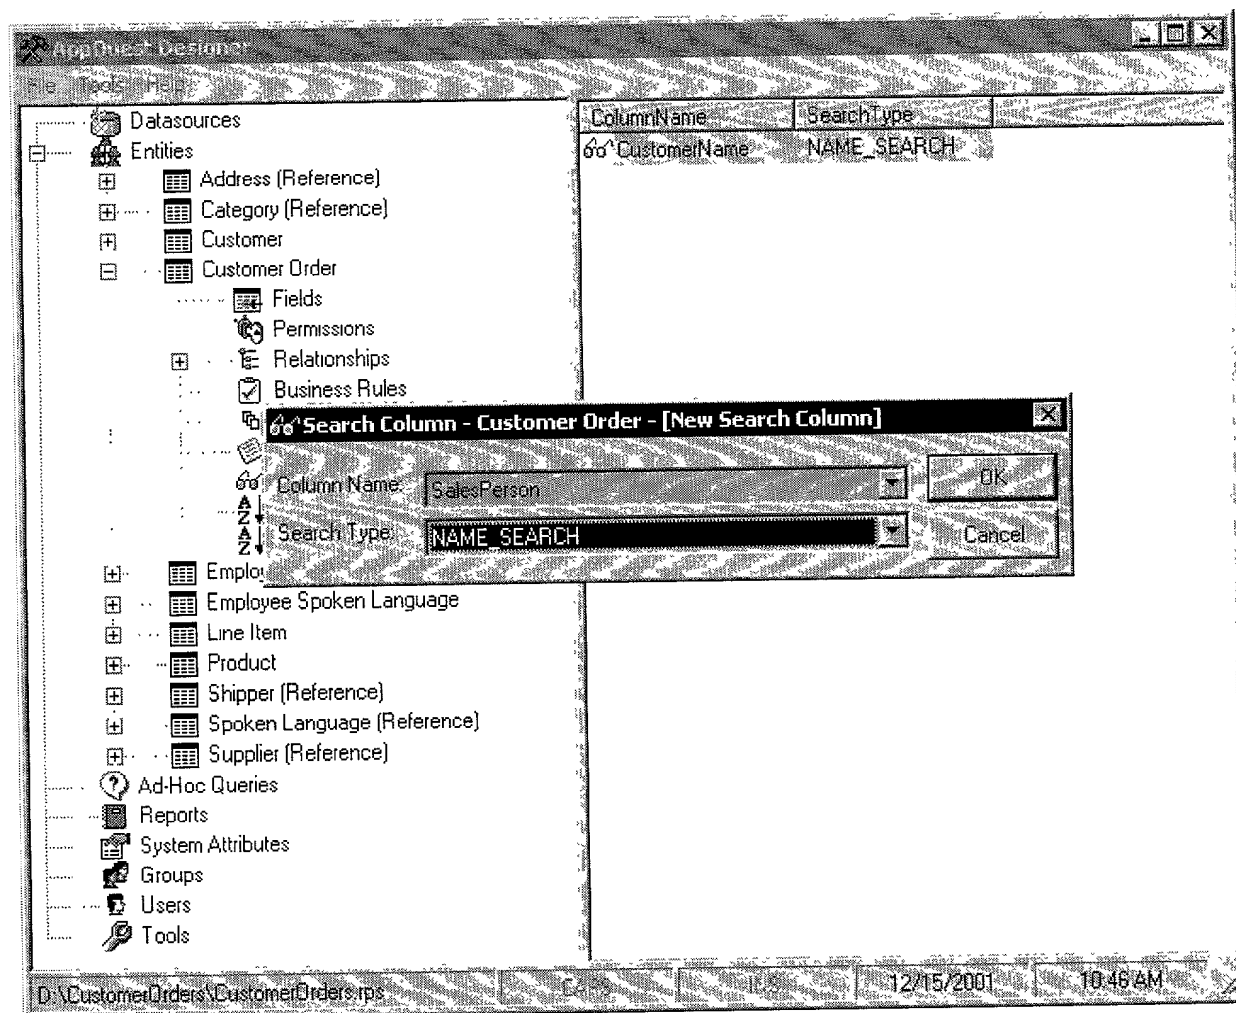 AppQuest Designer
File Tools Help
Datasources
Entities
Address (Reference)
Category (Reference)
Customer
Customer Order
Fields
Permissions
Relationships
Business Rules
Employee Spoken Language
Line Item
Product
Shipper (Reference)
Spoken Language (Reference)
Supplier (Reference)
Ad-Hoc Queries
Reports
System Attributes
Groups
Users
Tools
ColumnName SearchType
CustomerName NAME_SEARCH
Search Column - Customer Order - [New Search Column]
Column Name: SalesPerson OK
Search Type: NAME_SEARCH Cancel
D:\CustomerOrders\CustomerOrders.rps CAPS INS 12/15/2001 10:46 AM